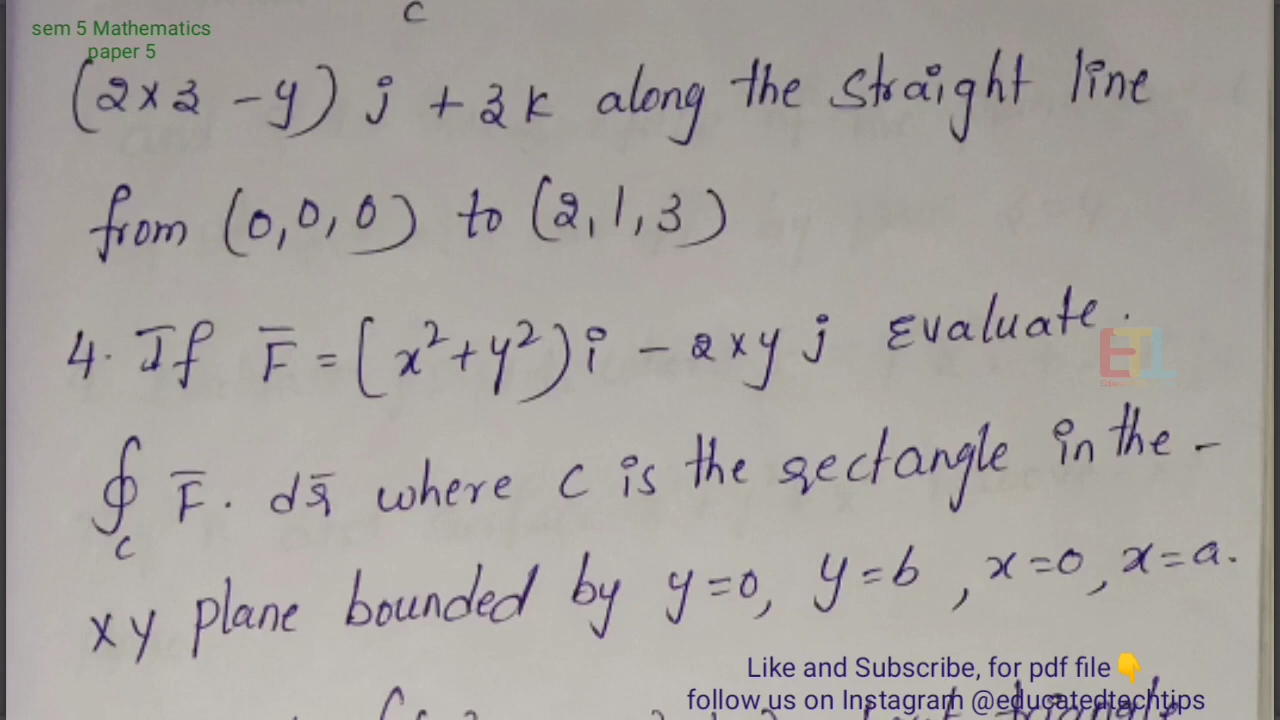 sem 5 Mathematics
paper 5
c
(2xz - y) j + zk along the straight line
from (0,0,0) to (2,1,3)
4. If F̅ = (x²+y²) i - 2xy j Evaluate.
∮ F̅ . dr̅ where c is the rectangle in the -
c
xy plane bounded by y=0, y=b, x=0, x=a.
Like and Subscribe, for pdf file👇
follow us on Instagram @educatedtechtips